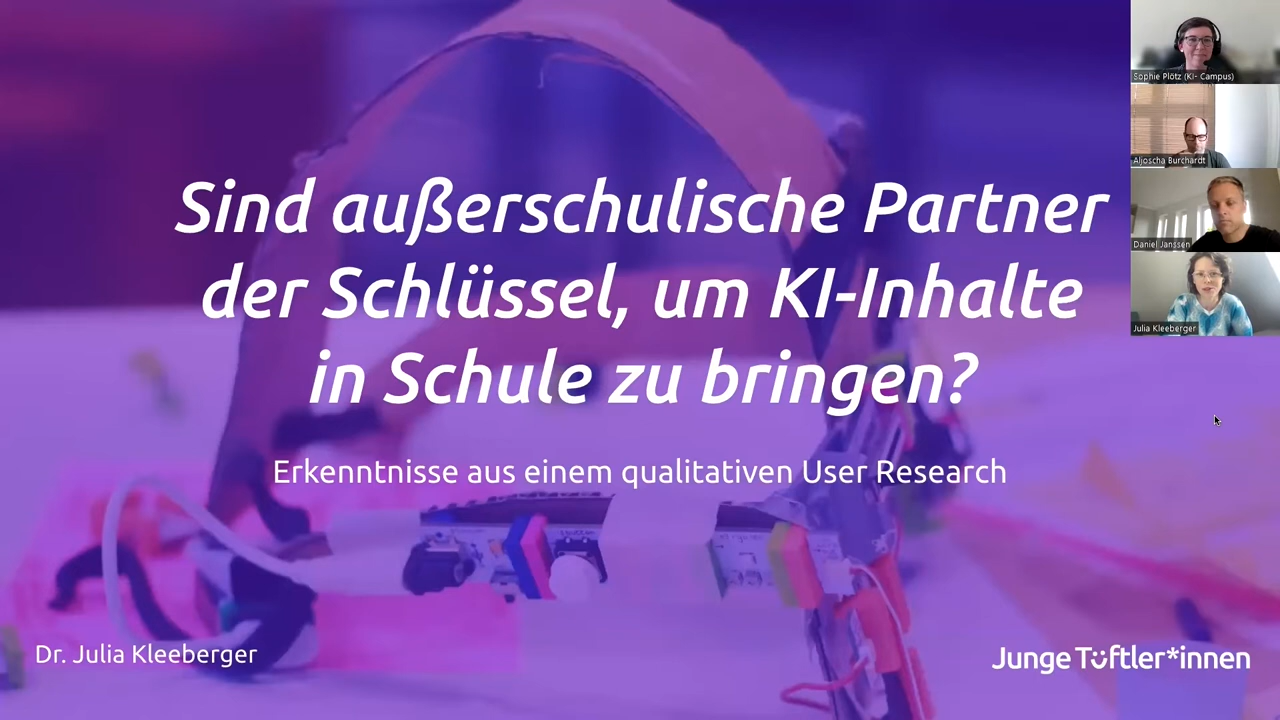 Sind außerschulische Partner
der Schlüssel, um KI-Inhalte
in Schule zu bringen?
Erkenntnisse aus einem qualitativen User Research
Dr. Julia Kleeberger
Junge Tüftler*innen
Sophie Plötz (KI- Campus)
Aljoscha Burchardt
Daniel Janssen
Julia Kleeberger